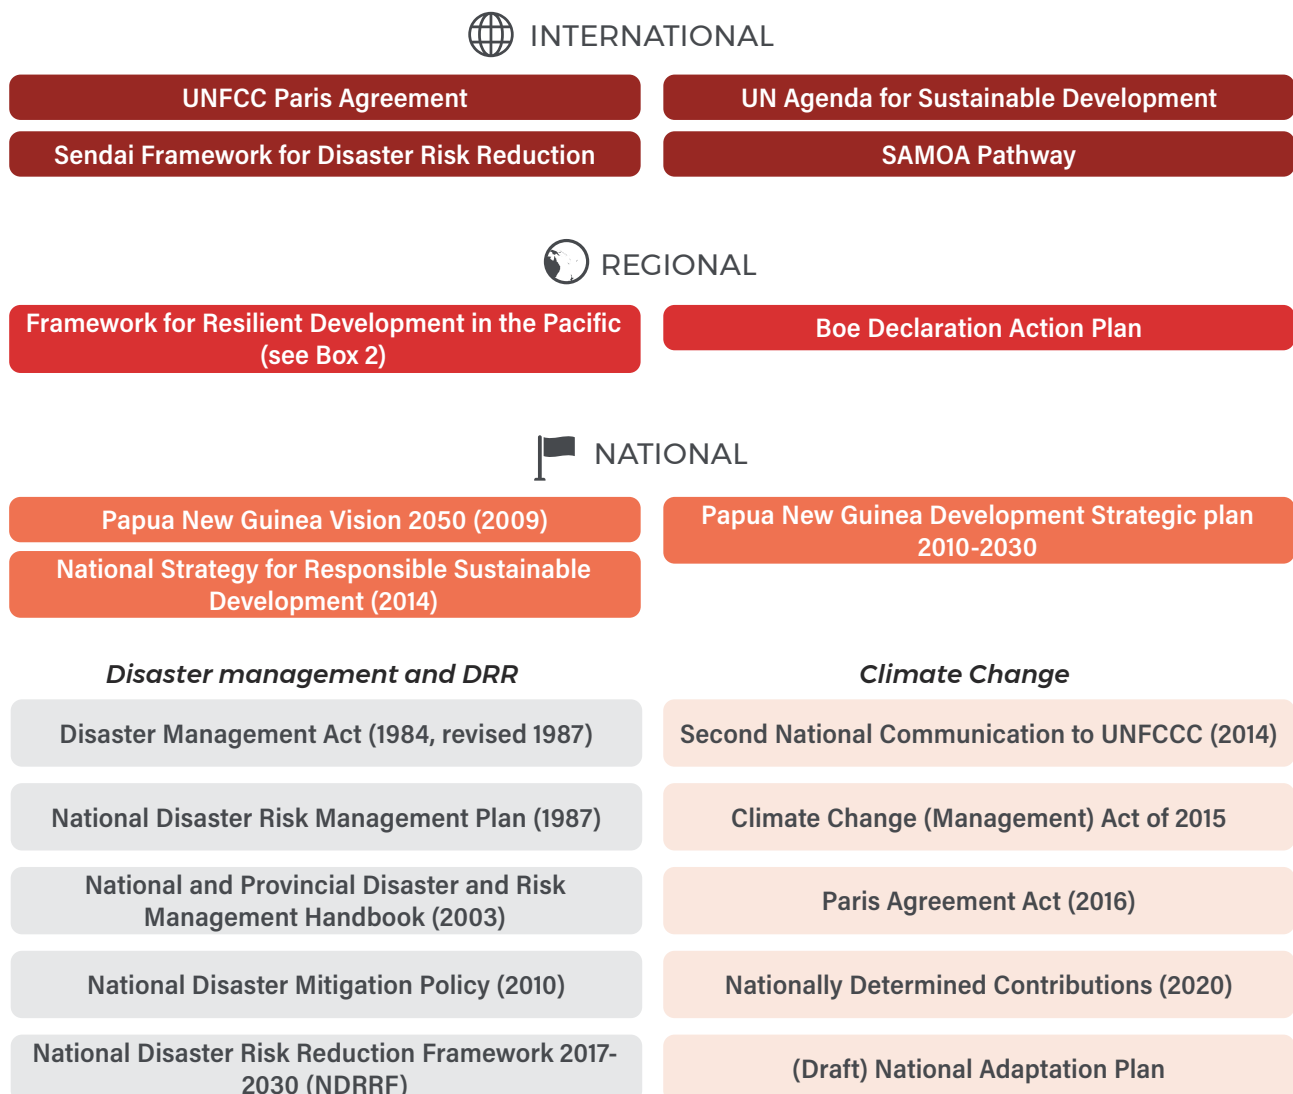 INTERNATIONAL
UNFCC Paris Agreement
UN Agenda for Sustainable Development
Sendai Framework for Disaster Risk Reduction
SAMOA Pathway
REGIONAL
Framework for Resilient Development in the Pacific
(see Box 2)
Boe Declaration Action Plan
NATIONAL
Papua New Guinea Vision 2050 (2009)
Papua New Guinea Development Strategic plan
2010-2030
National Strategy for Responsible Sustainable
Development (2014)
Disaster management and DRR
Disaster Management Act (1984, revised 1987)
National Disaster Risk Management Plan (1987)
National and Provincial Disaster and Risk
Management Handbook (2003)
National Disaster Mitigation Policy (2010)
National Disaster Risk Reduction Framework 2017-
2030 (NDRRF)
Climate Change
Second National Communication to UNFCCC (2014)
Climate Change (Management) Act of 2015
Paris Agreement Act (2016)
Nationally Determined Contributions (2020)
(Draft) National Adaptation Plan